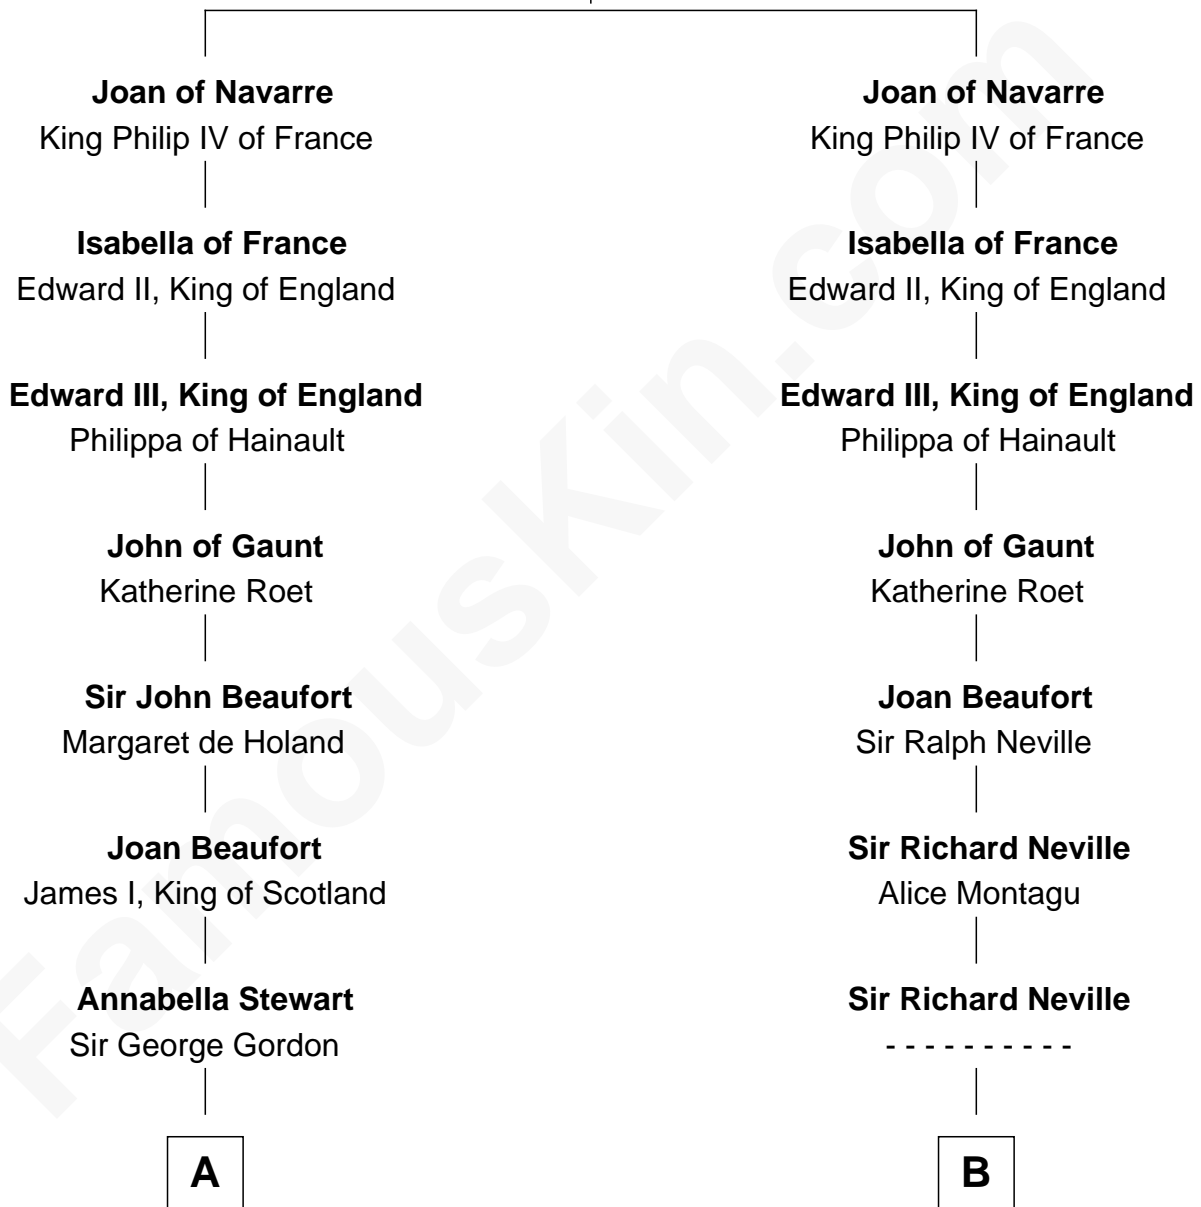 Joan of Navarre
King Philip IV of France
Isabella of France
Edward II, King of England
Edward III, King of England
Philippa of Hainault
John of Gaunt
Katherine Roet
Sir John Beaufort
Margaret de Holand
Joan Beaufort
James I, King of Scotland
Annabella Stewart
Sir George Gordon
A
Joan of Navarre
King Philip IV of France
Isabella of France
Edward II, King of England
Edward III, King of England
Philippa of Hainault
John of Gaunt
Katherine Roet
Joan Beaufort
Sir Ralph Neville
Sir Richard Neville
Alice Montagu
Sir Richard Neville
- - - - - - - - - -
B
FamousKin.com